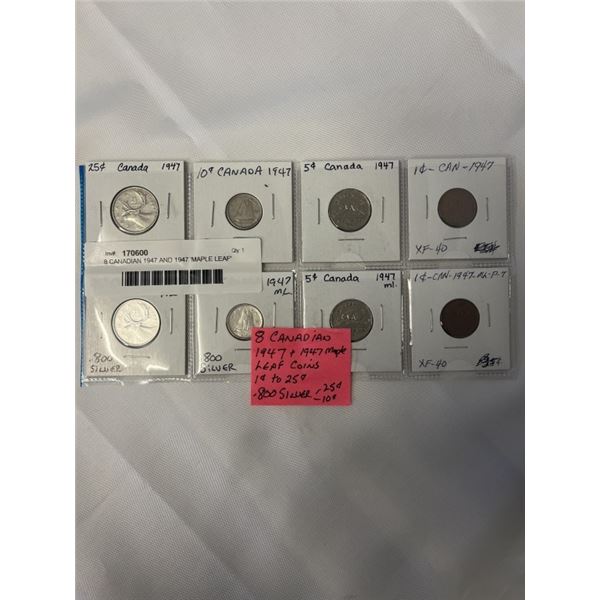 25¢ Canada 1947
10¢ CANADA 1947
5¢ Canada 1947
1¢-CAN-1947
XF-40
Inv#: 170600 Qty: 1
8 CANADIAN 1947 AND 1947 "MAPLE LEAF"
.800
SILVER
1947
ML
800
SILVER
5¢ Canada 1947
ml.
1¢-CAN-1947-ML-P-7
XF-40
8 CANADIAN
1947 + 1947 Maple
LEAF COINS
1¢ to 25¢
.800 SILVER -25¢
-10¢